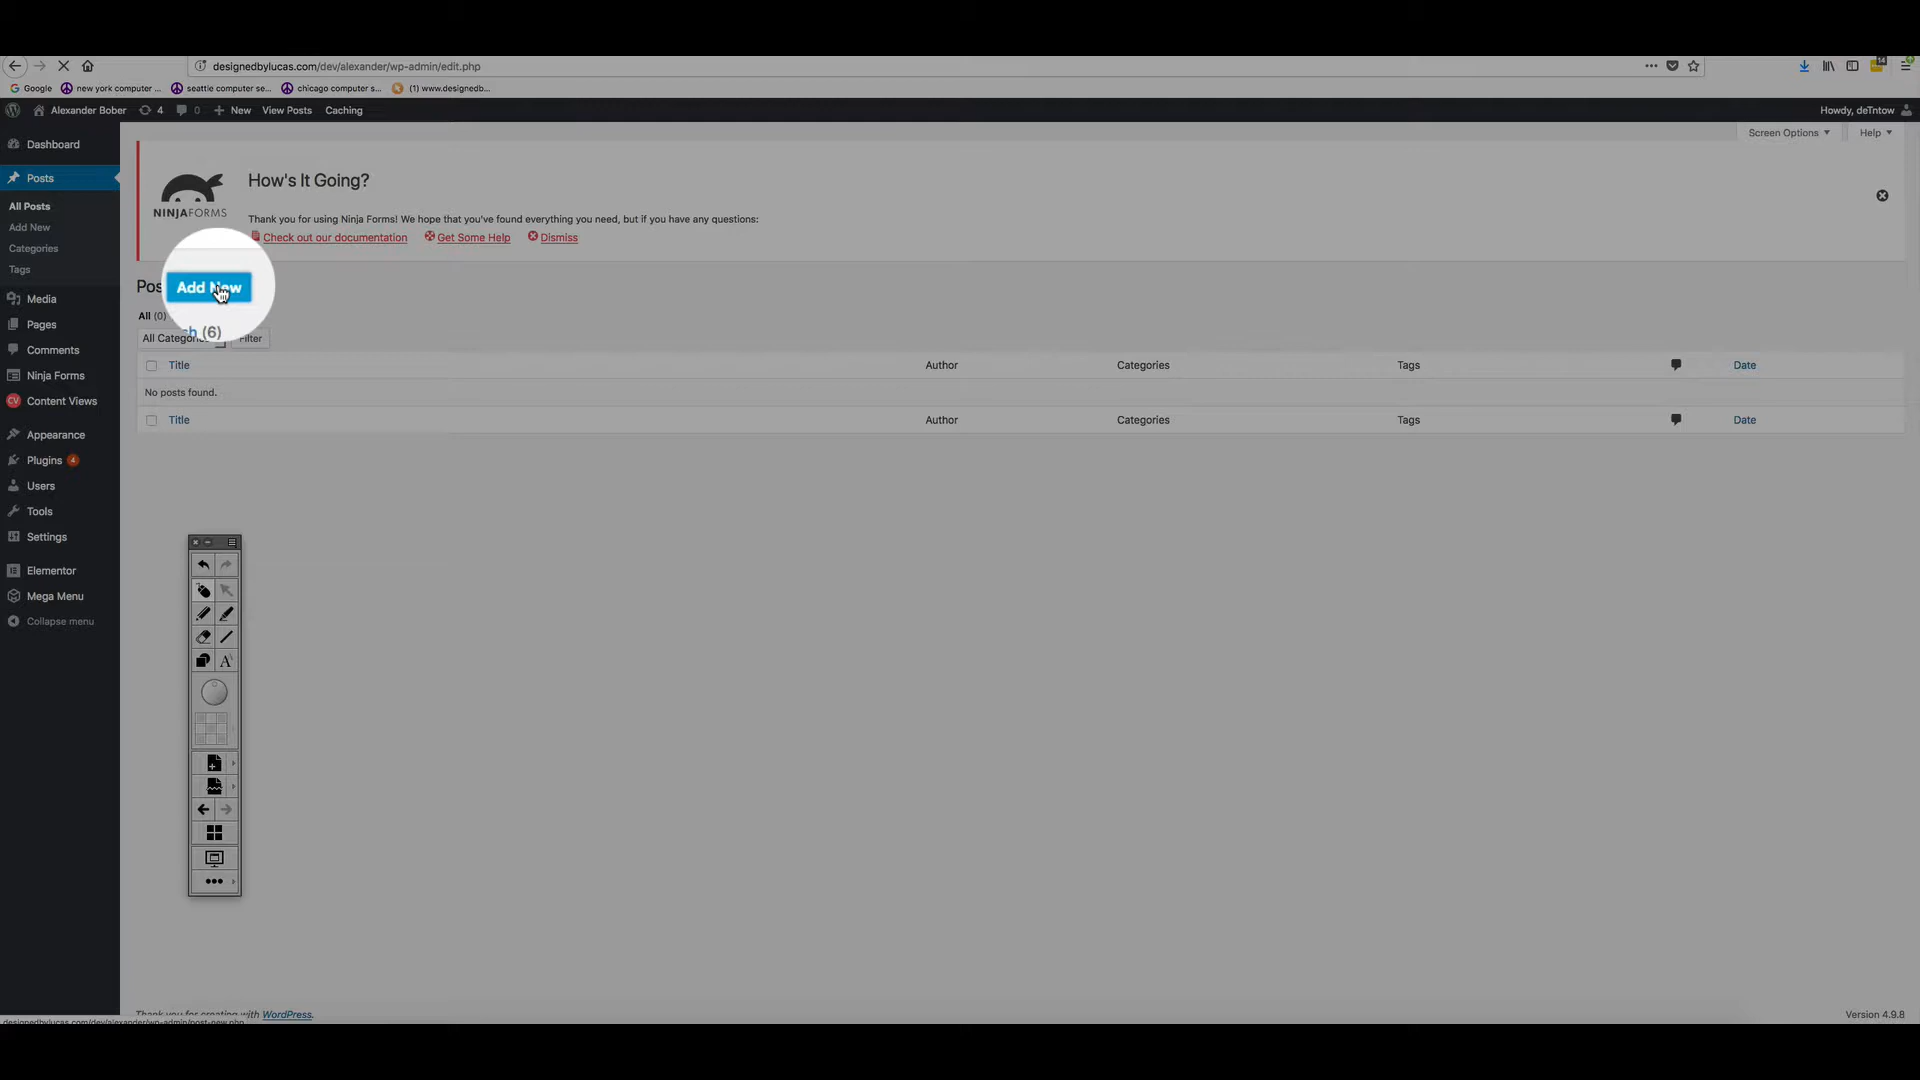 designedbylucas.com/dev/alexander/wp-admin/edit.php
14
Google new york computer ... seattle computer se... chicago computer s... (1) www.designedb...
Alexander Bober 4 0 New View Posts Caching Howdy, deTntow
Screen Options Help
Dashboard
Posts
All Posts
Add New
Categories
Tags
Media
Pages
Comments
Ninja Forms
CV Content Views
Appearance
Plugins 4
Users
Tools
Settings
Elementor
Mega Menu
Collapse menu
NINJAFORMS
How's It Going?
Thank you for using Ninja Forms! We hope that you've found everything you need, but if you have any questions:
Check out our documentation Get Some Help Dismiss
Add New
All (0)
(6)
Filter
Title Author Categories Tags Date
No posts found.
Title Author Categories Tags Date
A
Thank you for creating with WordPress.
designedbylucas.com/dev/alexander/wp-admin/post-new.php
Version 4.9.8